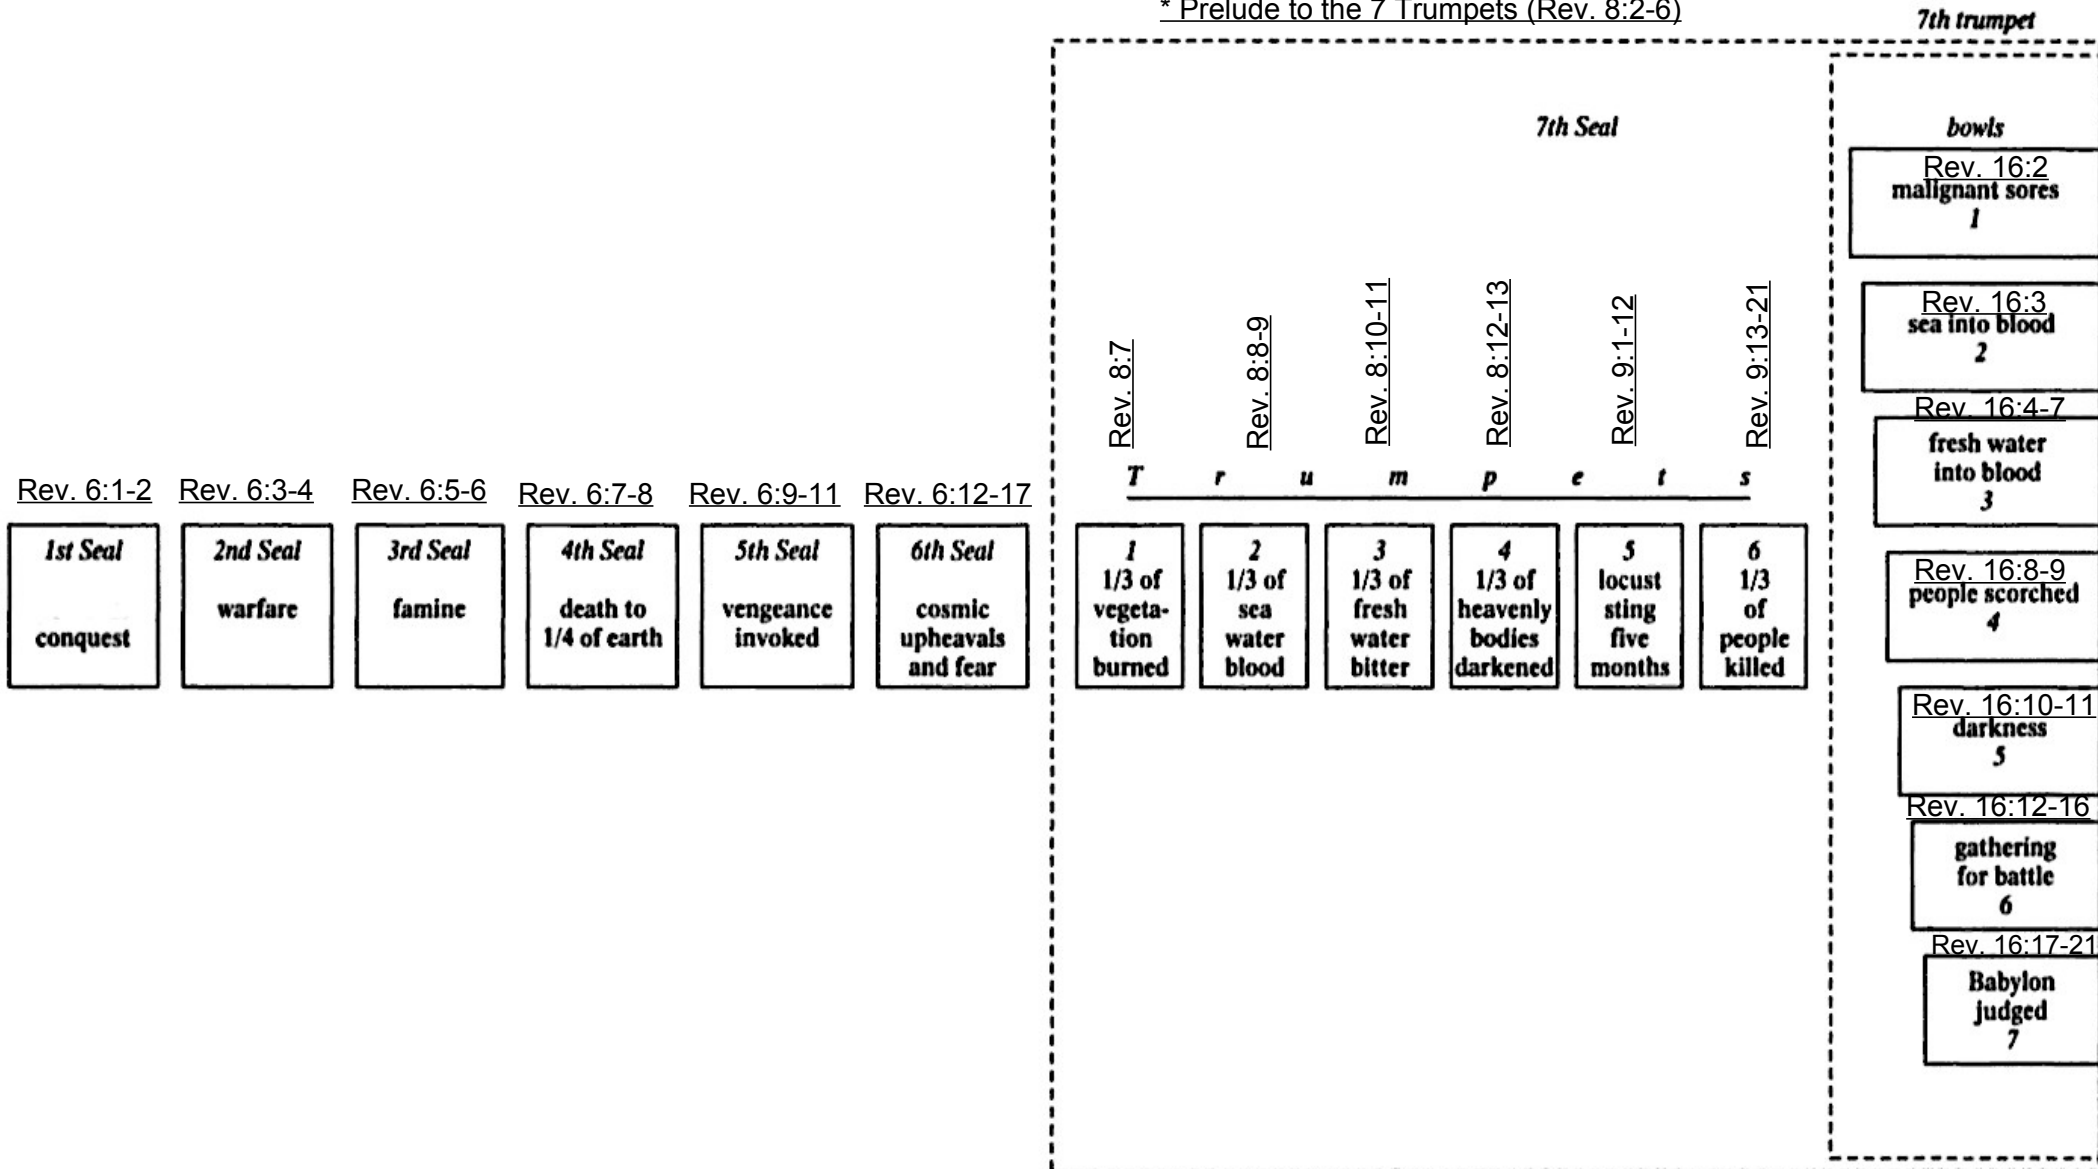 * Prelude to the 7 Trumpets (Rev. 8:2-6)
7th trumpet
7th Seal
bowls
Rev. 16:2
malignant sores
1
Rev. 16:3
sea into blood
2
Rev. 16:4-7
fresh water
into blood
3
Rev. 16:8-9
people scorched
4
Rev. 16:10-11
darkness
5
Rev. 16:12-16
gathering
for battle
6
Rev. 16:17-21
Babylon
judged
7
Rev. 6:1-2
1st Seal
conquest
Rev. 6:3-4
2nd Seal
warfare
Rev. 6:5-6
3rd Seal
famine
Rev. 6:7-8
4th Seal
death to
1/4 of earth
Rev. 6:9-11
5th Seal
vengeance
invoked
Rev. 6:12-17
6th Seal
cosmic
upheavals
and fear
Trumpets
Rev. 8:7
1
1/3 of
vegeta-
tion
burned
Rev. 8:8-9
2
1/3 of
sea
water
blood
Rev. 8:10-11
3
1/3 of
fresh
water
bitter
Rev. 8:12-13
4
1/3 of
heavenly
bodies
darkened
Rev. 9:1-12
5
locust
sting
five
months
Rev. 9:13-21
6
1/3
of
people
killed